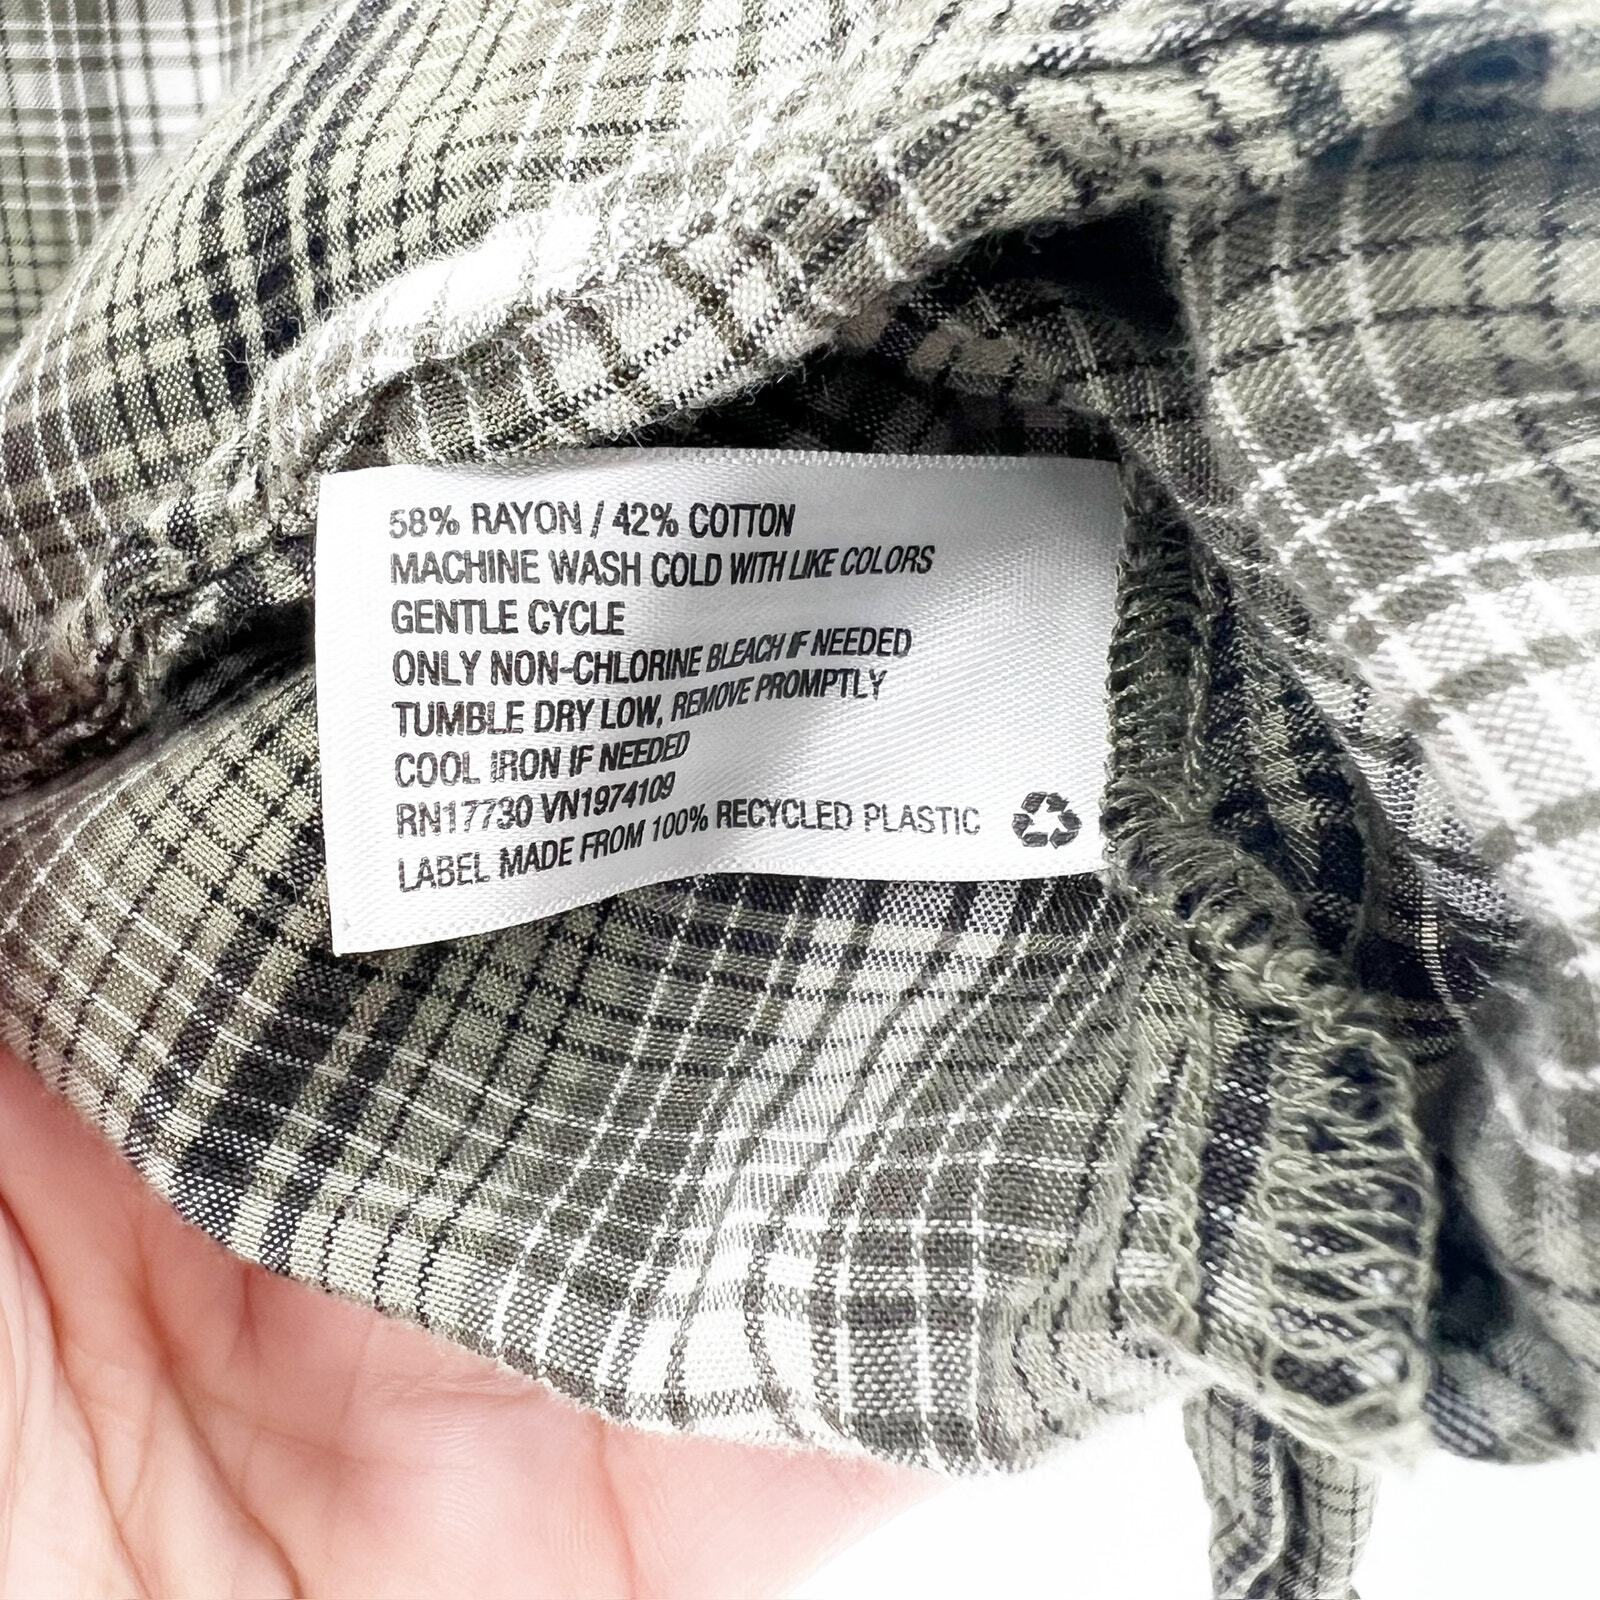 58% RAYON / 42% COTTON
MACHINE WASH COLD WITH LIKE COLORS
GENTLE CYCLE
ONLY NON-CHLORINE BLEACH IF NEEDED
TUMBLE DRY LOW, REMOVE PROMPTLY
COOL IRON IF NEEDED
RN17730 VN1974109
LABEL MADE FROM 100% RECYCLED PLASTIC